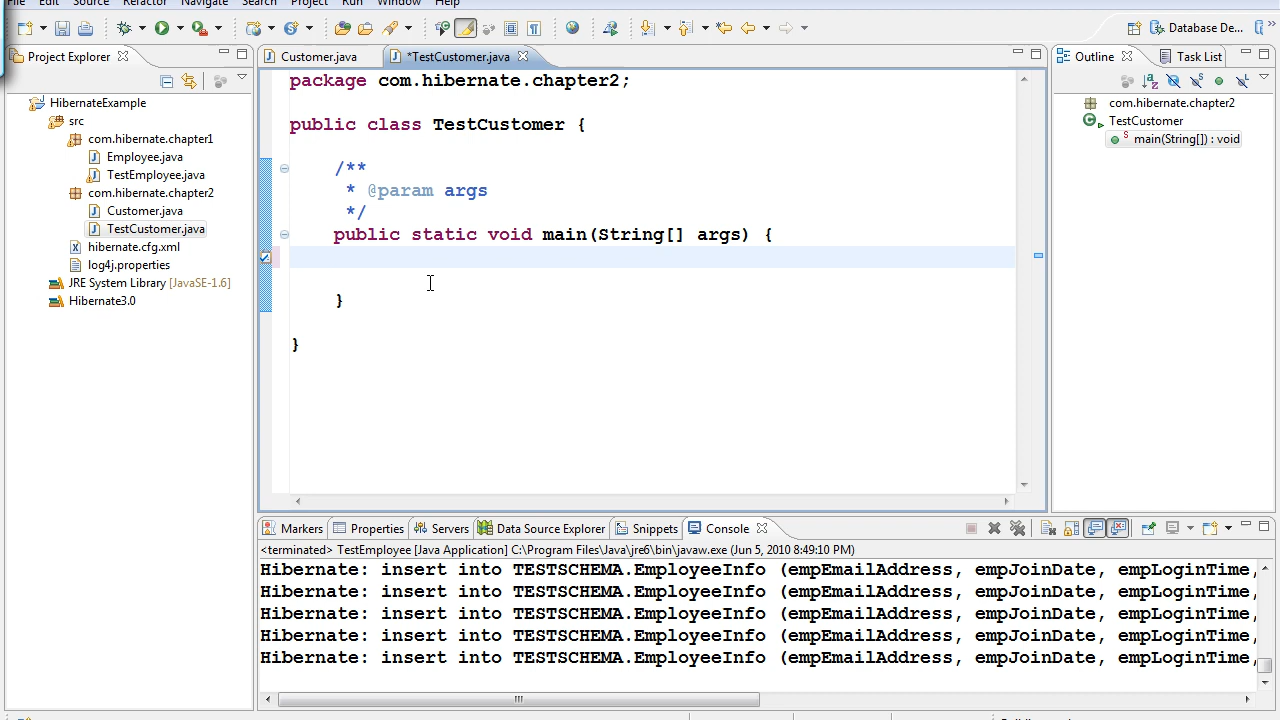 File Edit Source Refactor Navigate Search Project Run Window Help
Database De...
Project Explorer
HibernateExample
src
com.hibernate.chapter1
Employee.java
TestEmployee.java
com.hibernate.chapter2
Customer.java
TestCustomer.java
hibernate.cfg.xml
log4j.properties
JRE System Library [JavaSE-1.6]
Hibernate3.0
Customer.java
*TestCustomer.java
package com.hibernate.chapter2;
public class TestCustomer {
/**
* @param args
*/
public static void main(String[] args) {
}
}
Outline
Task List
com.hibernate.chapter2
TestCustomer
main(String[]) : void
Markers
Properties
Servers
Data Source Explorer
Snippets
Console
<terminated> TestEmployee [Java Application] C:\Program Files\Java\jre6\bin\javaw.exe (Jun 5, 2010 8:49:10 PM)
Hibernate: insert into TESTSCHEMA.EmployeeInfo (empEmailAddress, empJoinDate, empLoginTime,
Hibernate: insert into TESTSCHEMA.EmployeeInfo (empEmailAddress, empJoinDate, empLoginTime,
Hibernate: insert into TESTSCHEMA.EmployeeInfo (empEmailAddress, empJoinDate, empLoginTime,
Hibernate: insert into TESTSCHEMA.EmployeeInfo (empEmailAddress, empJoinDate, empLoginTime,
Hibernate: insert into TESTSCHEMA.EmployeeInfo (empEmailAddress, empJoinDate, empLoginTime,